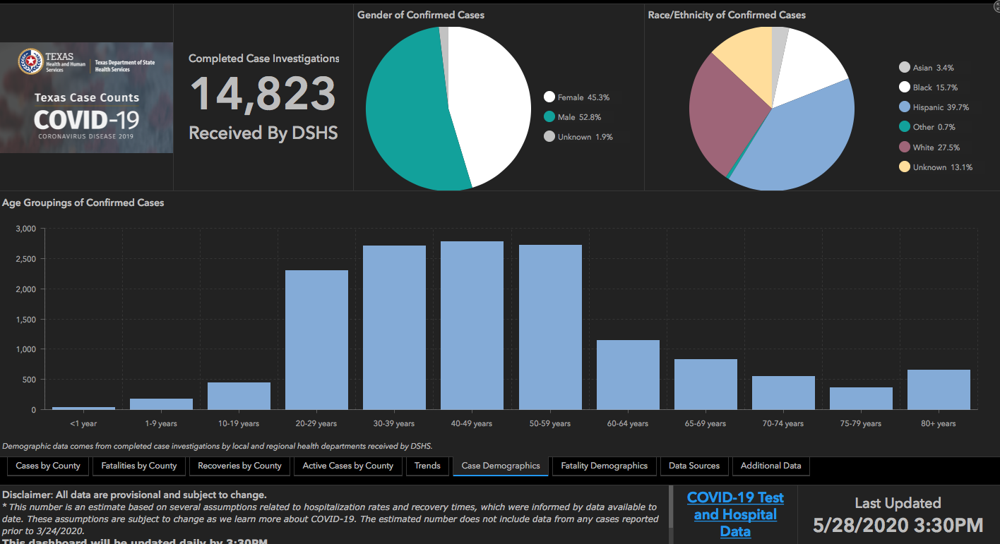 TEXAS
Health and Human
Services
Texas Department of State
Health Services
Texas Case Counts
COVID-19
CORONAVIRUS DISEASE 2019
Completed Case Investigations
14,823
Received By DSHS
Gender of Confirmed Cases
Female 45.3%
Male 52.8%
Unknown 1.9%
Race/Ethnicity of Confirmed Cases
Asian 3.4%
Black 15.7%
Hispanic 39.7%
Other 0.7%
White 27.5%
Unknown 13.1%
Age Groupings of Confirmed Cases
3,000
2,500
2,000
1,500
1,000
500
0
<1 year 1-9 years 10-19 years 20-29 years 30-39 years 40-49 years 50-59 years 60-64 years 65-69 years 70-74 years 75-79 years 80+ years
Demographic data comes from completed case investigations by local and regional health departments received by DSHS.
Cases by County Fatalities by County Recoveries by County Active Cases by County Trends Case Demographics Fatality Demographics Data Sources Additional Data
Disclaimer: All data are provisional and subject to change.
* This number is an estimate based on several assumptions related to hospitalization rates and recovery times, which were informed by data available to
date. These assumptions are subject to change as we learn more about COVID-19. The estimated number does not include data from any cases reported
prior to 3/24/2020.
This dashboard will be updated daily by 3:30PM
COVID-19 Test
and Hospital
Data
Last Updated
5/28/2020 3:30PM